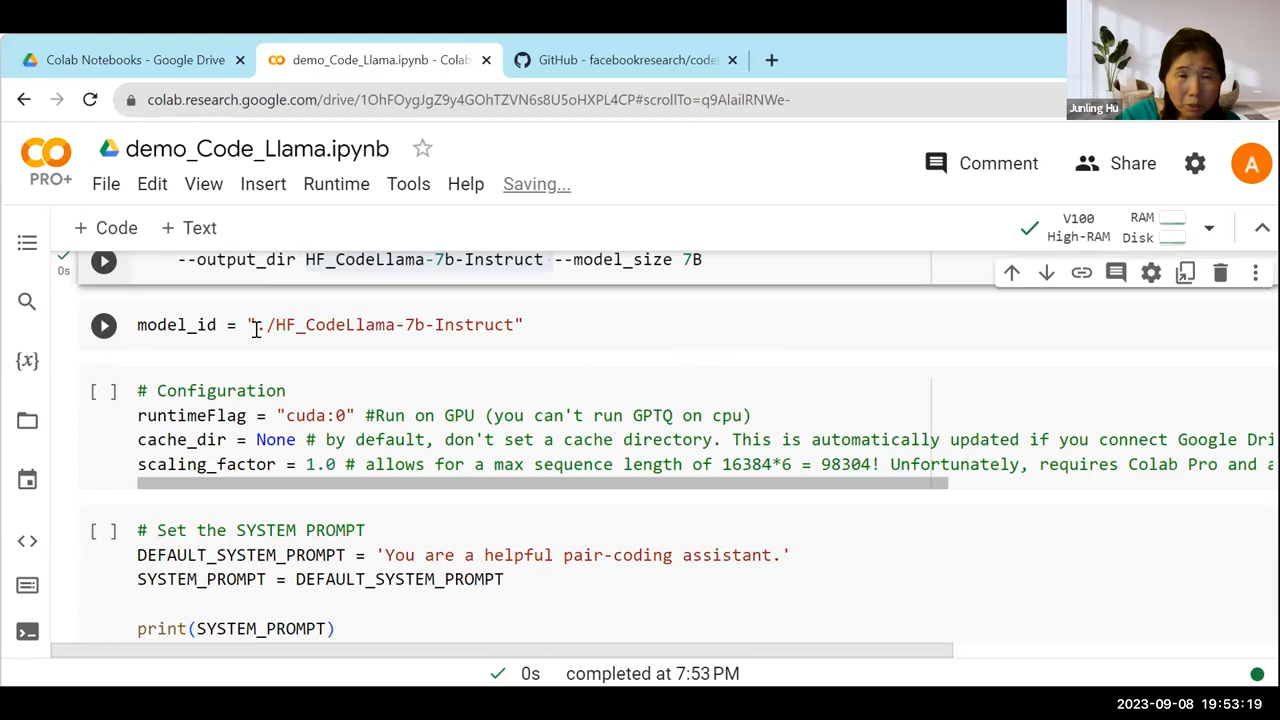 Colab Notebooks - Google Drive
demo_Code_Llama.ipynb - Colab
GitHub - facebookresearch/codel
Junling Hu
colab.research.google.com/drive/1OhFOygJgZ9y4GOhTZVN6s8U5oHXPL4CP#scrollTo=q9AlailRNWe-
PRO+
demo_Code_Llama.ipynb
Comment
Share
A
File Edit View Insert Runtime Tools Help Saving...
+ Code + Text
V100
High-RAM
RAM
Disk
0s
--output_dir HF_CodeLlama-7b-Instruct --model_size 7B
model_id = "./HF_CodeLlama-7b-Instruct"
[ ] # Configuration
runtimeFlag = "cuda:0" #Run on GPU (you can't run GPTQ on cpu)
cache_dir = None # by default, don't set a cache directory. This is automatically updated if you connect Google Dri
scaling_factor = 1.0 # allows for a max sequence length of 16384*6 = 98304! Unfortunately, requires Colab Pro and a
[ ] # Set the SYSTEM PROMPT
DEFAULT_SYSTEM_PROMPT = 'You are a helpful pair-coding assistant.'
SYSTEM_PROMPT = DEFAULT_SYSTEM_PROMPT
print(SYSTEM_PROMPT)
0s completed at 7:53 PM
2023-09-08 19:53:19